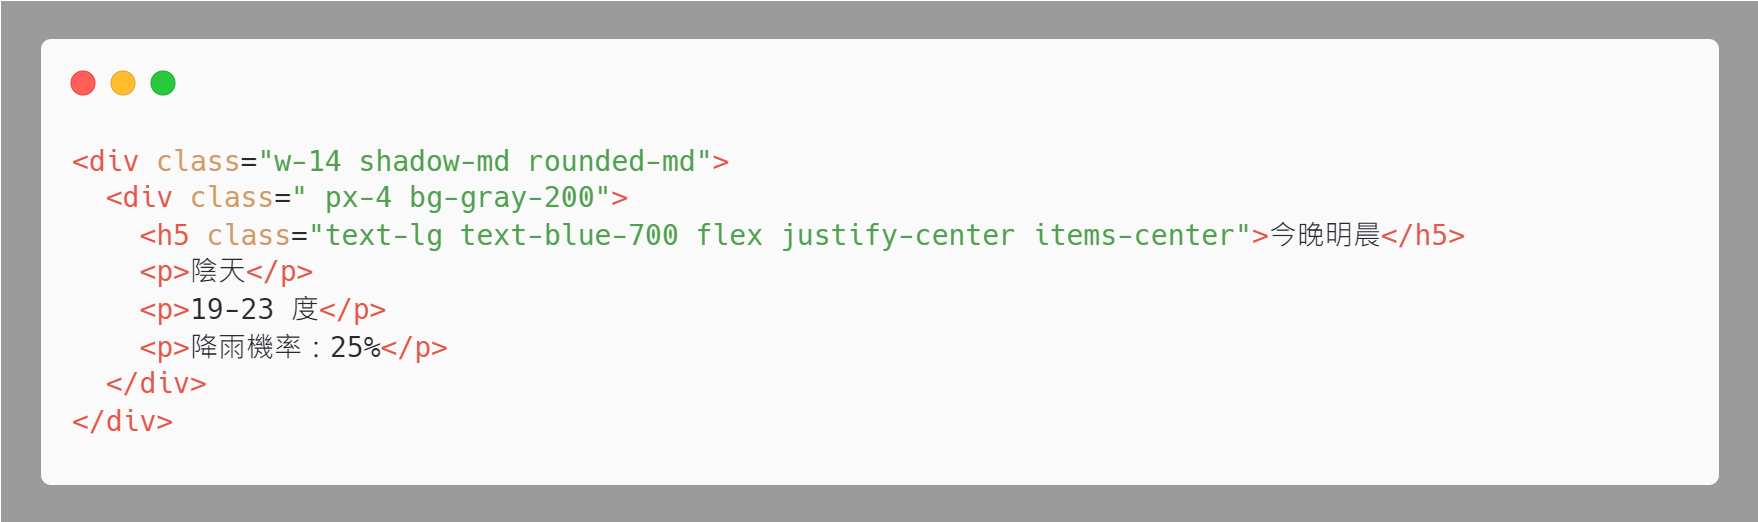 <div class="w-14 shadow-md rounded-md">
  <div class=" px-4 bg-gray-200">
    <h5 class="text-lg text-blue-700 flex justify-center items-center">今晚明晨</h5>
    <p>陰天</p>
    <p>19-23 度</p>
    <p>降雨機率：25%</p>
  </div>
</div>